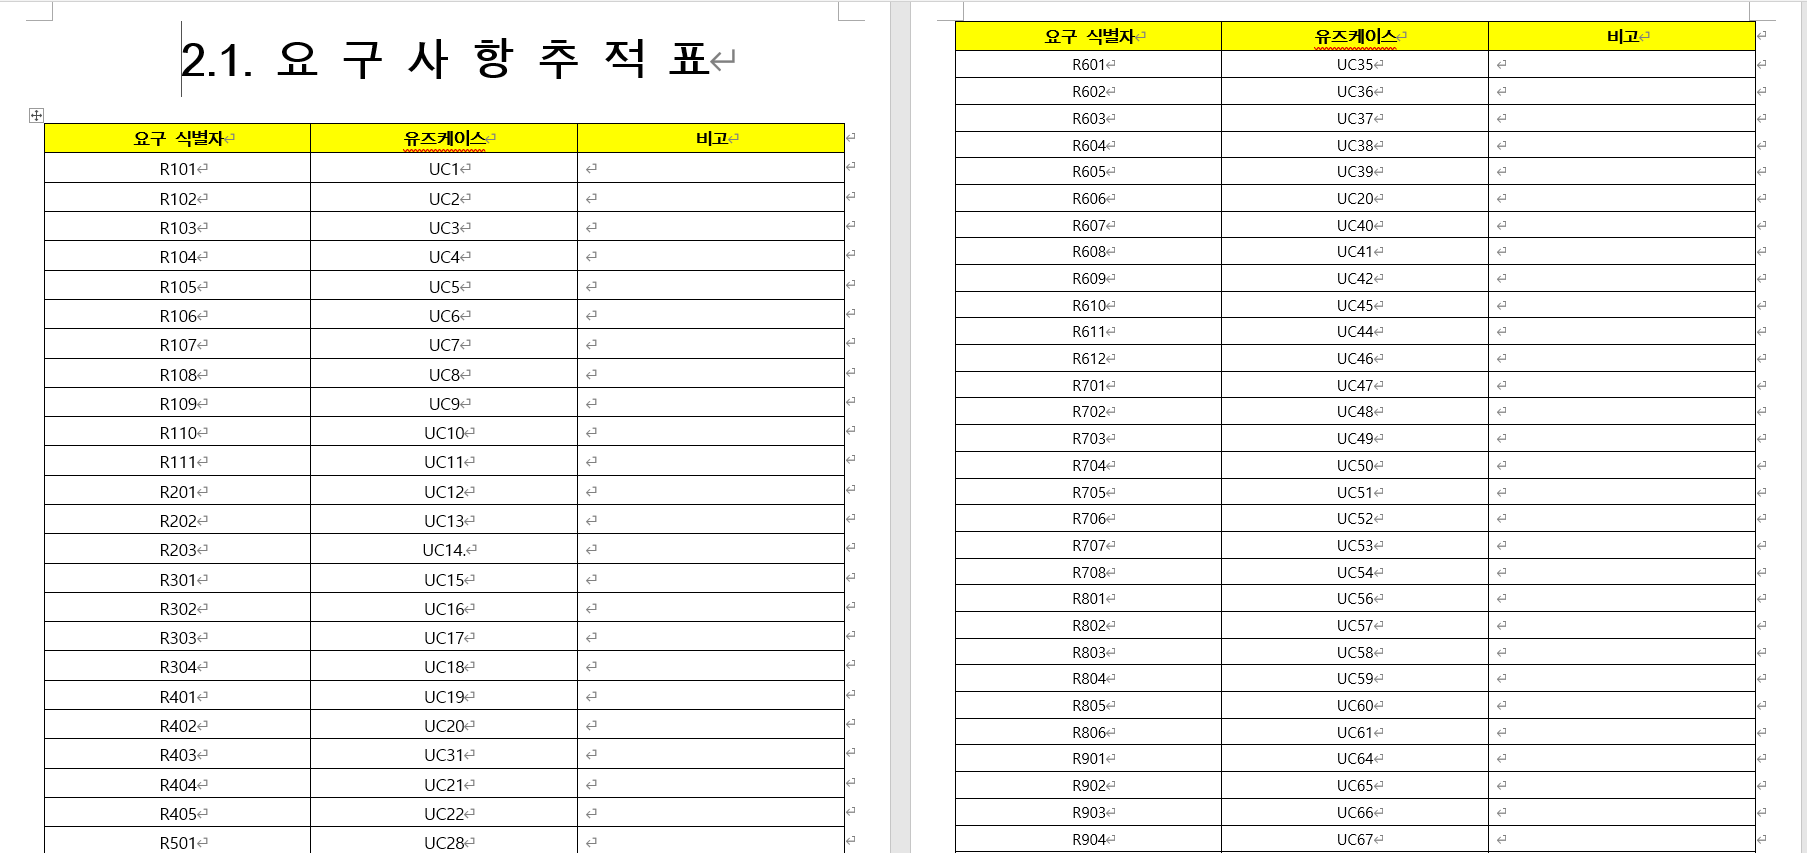 2.1. 요 구 사 항 추 적 표
요구 식별자 유즈케이스 비고
R101 UC1
R102 UC2
R103 UC3
R104 UC4
R105 UC5
R106 UC6
R107 UC7
R108 UC8
R109 UC9
R110 UC10
R111 UC11
R201 UC12
R202 UC13
R203 UC14.
R301 UC15
R302 UC16
R303 UC17
R304 UC18
R401 UC19
R402 UC20
R403 UC31
R404 UC21
R405 UC22
R501 UC28
요구 식별자 유즈케이스 비고
R601 UC35
R602 UC36
R603 UC37
R604 UC38
R605 UC39
R606 UC20
R607 UC40
R608 UC41
R609 UC42
R610 UC45
R611 UC44
R612 UC46
R701 UC47
R702 UC48
R703 UC49
R704 UC50
R705 UC51
R706 UC52
R707 UC53
R708 UC54
R801 UC56
R802 UC57
R803 UC58
R804 UC59
R805 UC60
R806 UC61
R901 UC64
R902 UC65
R903 UC66
R904 UC67